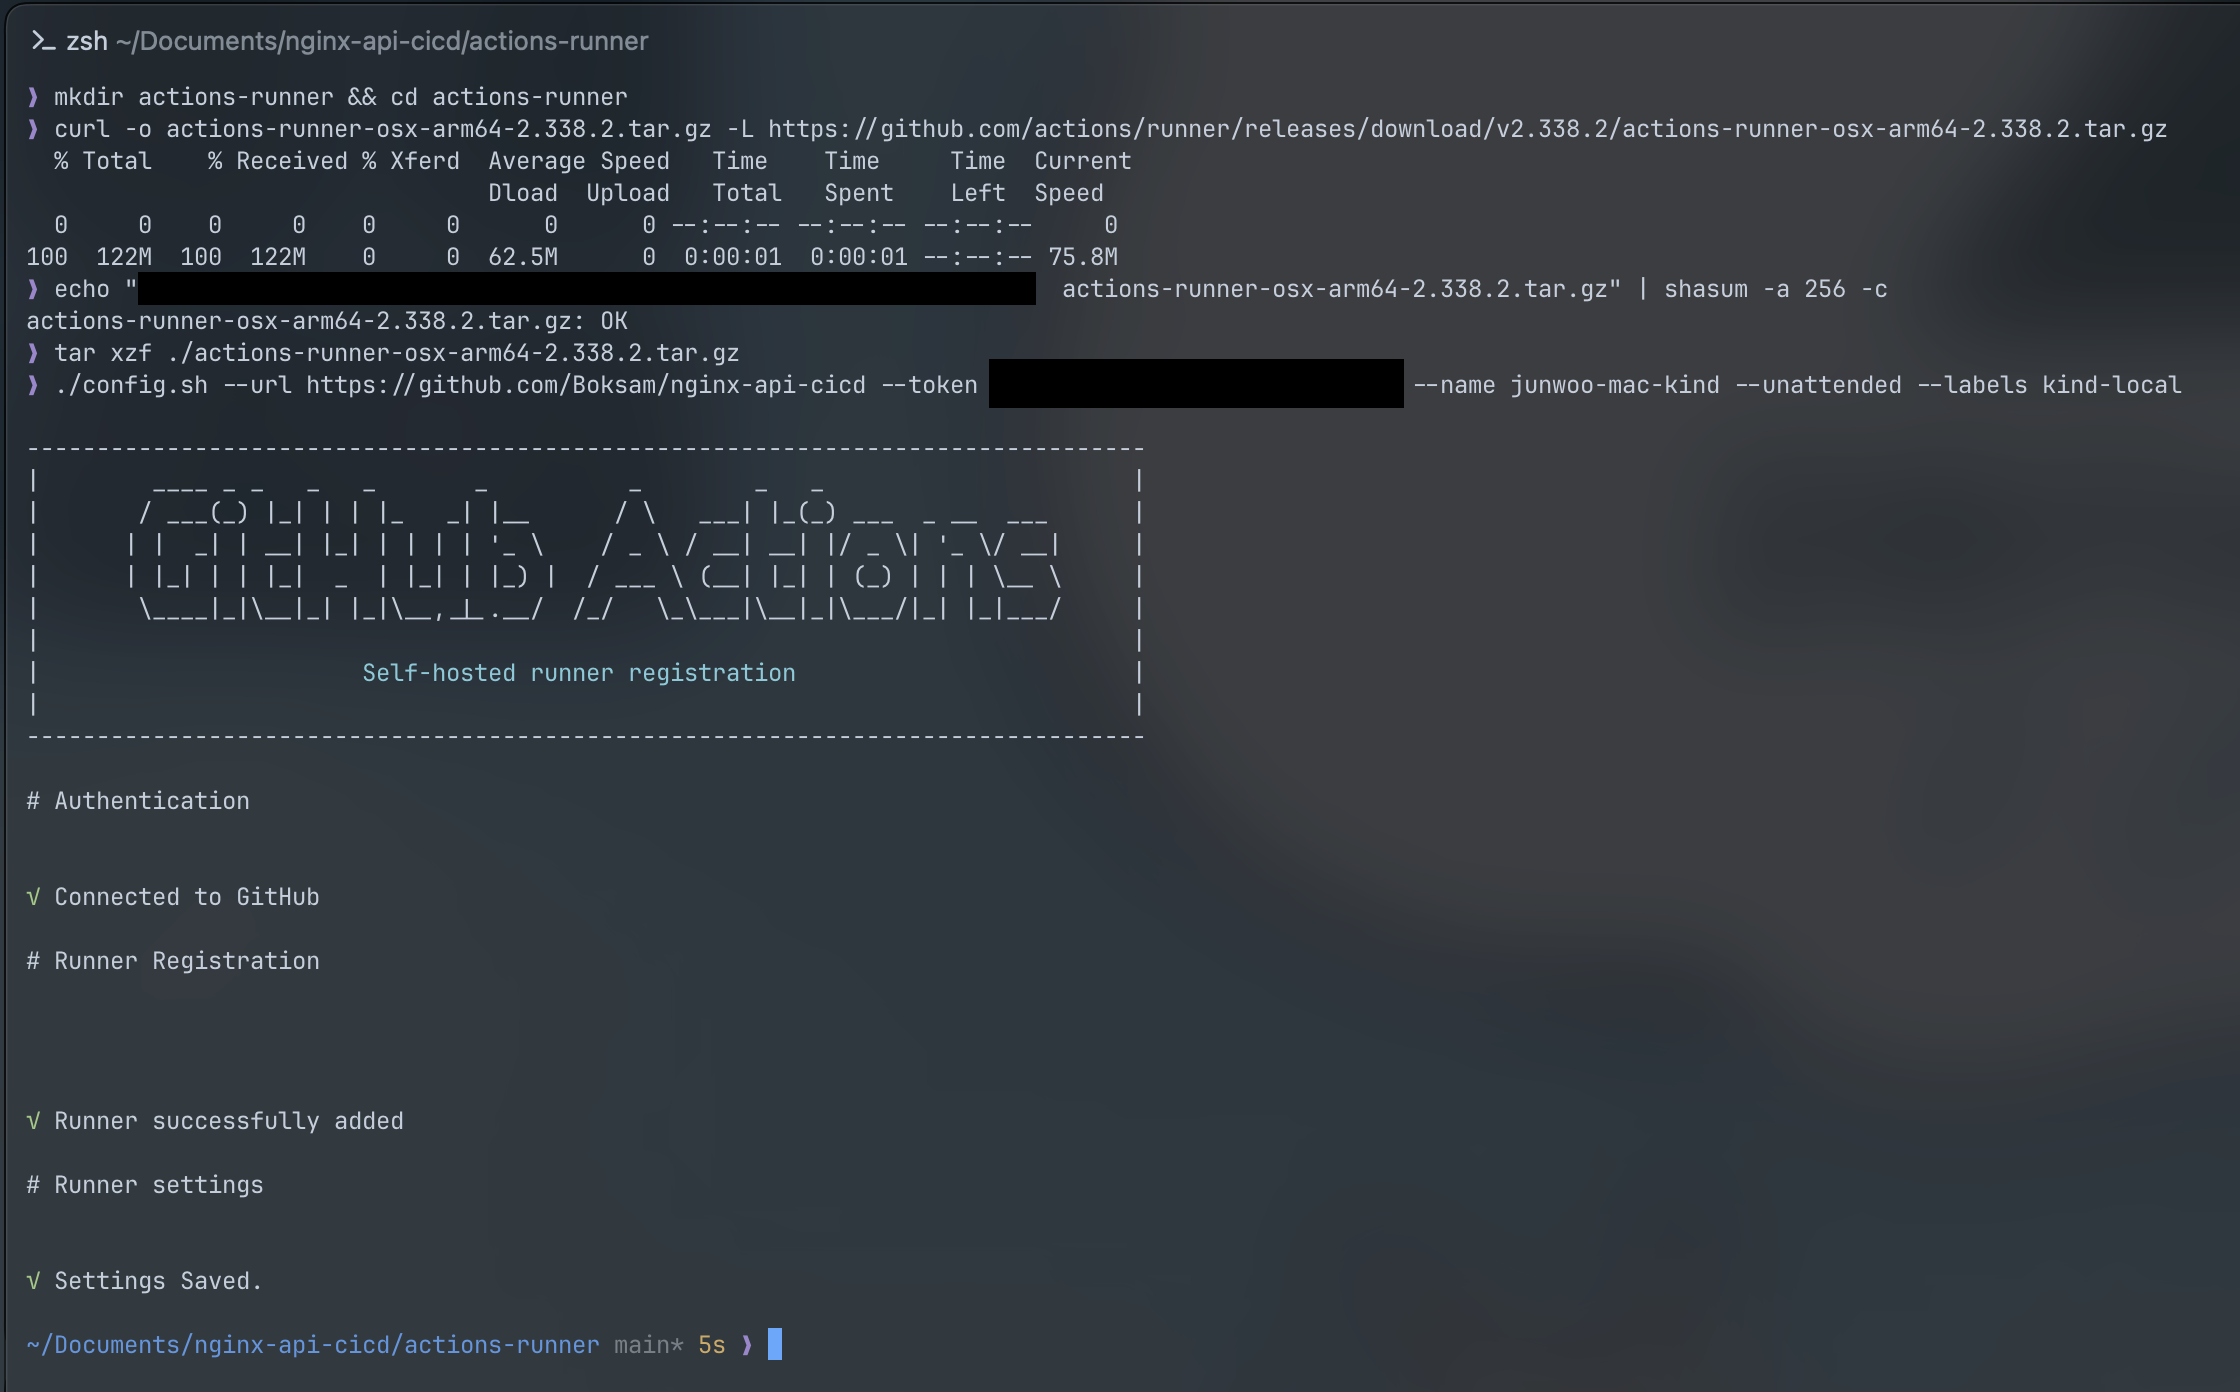 >_ zsh ~/Documents/nginx-api-cicd/actions-runner
❫ mkdir actions-runner && cd actions-runner
❫ curl -o actions-runner-osx-arm64-2.338.2.tar.gz -L https://github.com/actions/runner/releases/download/v2.338.2/actions-runner-osx-arm64-2.338.2.tar.gz
  % Total    % Received % Xferd  Average Speed   Time    Time     Time  Current
                                 Dload  Upload   Total   Spent    Left  Speed
  0     0    0     0    0     0      0      0 --:--:-- --:--:-- --:--:--     0
100  122M  100  122M    0     0  62.5M      0  0:00:01  0:00:01 --:--:-- 75.8M
❫ echo "  actions-runner-osx-arm64-2.338.2.tar.gz" | shasum -a 256 -c
actions-runner-osx-arm64-2.338.2.tar.gz: OK
❫ tar xzf ./actions-runner-osx-arm64-2.338.2.tar.gz
❫ ./config.sh --url https://github.com/Boksam/nginx-api-cicd --token --name junwoo-mac-kind --unattended --labels kind-local
GitHub Actions
Self-hosted runner registration
# Authentication
√ Connected to GitHub
# Runner Registration
√ Runner successfully added
# Runner settings
√ Settings Saved.
~/Documents/nginx-api-cicd/actions-runner main* 5s ❫